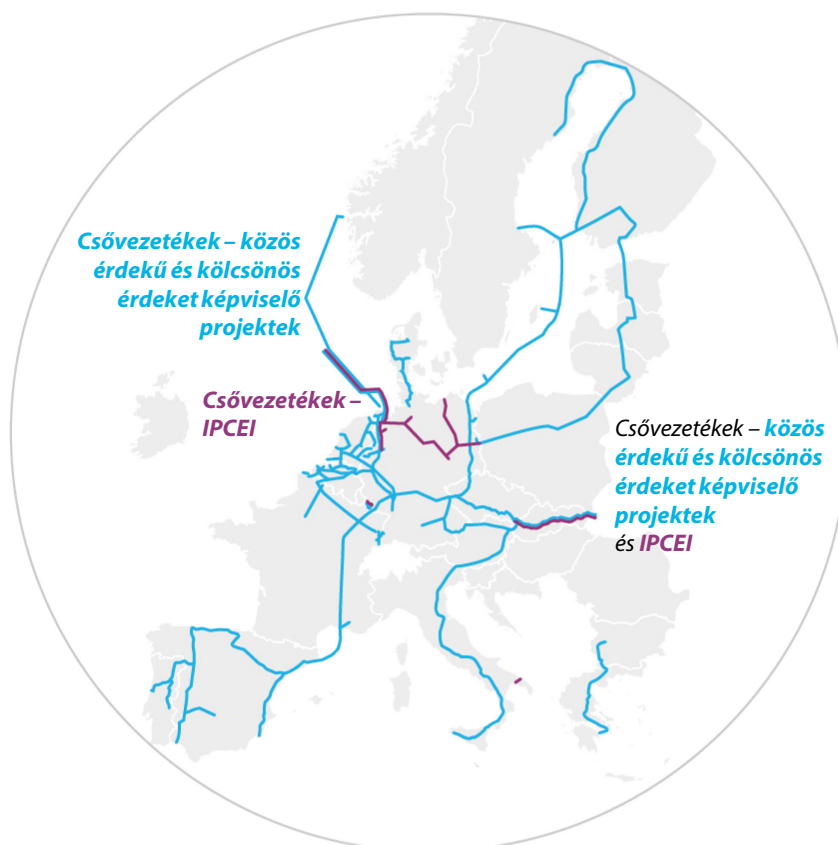 Csővezetékek – közös
érdekű és kölcsönös
érdeket képviselő
projektek
Csővezetékek –
IPCEI
Csővezetékek – közös
érdekű és kölcsönös
érdeket képviselő
projektek
és IPCEI